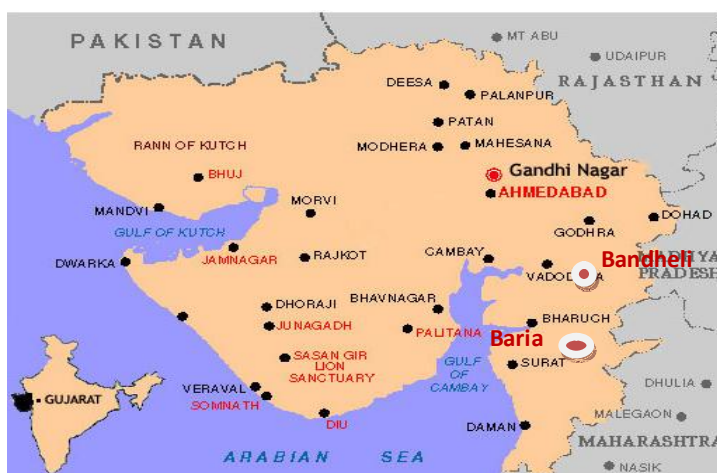 PAKISTAN
MT ABU
UDAIPUR
RAJASTHAN
DEESA
PALANPUR
PATAN
MODHERA
MAHESANA
RANN OF KUTCH
BHUJ
Gandhi Nagar
AHMEDABAD
MANDVI
MORVI
GULF OF KUTCH
DOHAD
GODHRA
DWARKA
JAMNAGAR
RAJKOT
CAMBAY
Bandheli
MADHYA
PRADESH
DHORAJI
BHAVNAGAR
BHARUCH
JUNAGADH
PALITANA
Baria
SASAN GIR
LION
SANCTUARY
GULF
OF
CAMBAY
SURAT
DHULIA
VERAVAL
SOMNATH
DIU
GUJARAT
DAMAN
MALEGAON
MAHARASHTRA
ARABIAN SEA
NASIK